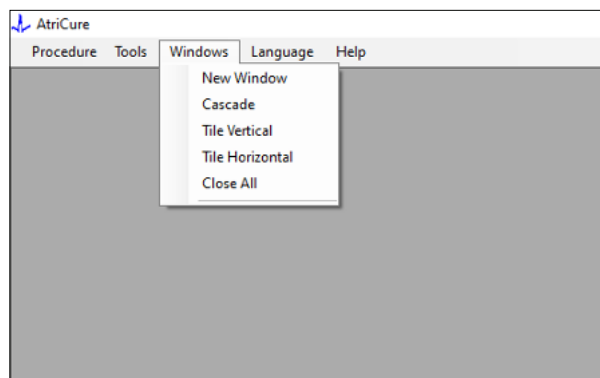 AtriCure
Procedure Tools Windows Language Help
New Window
Cascade
Tile Vertical
Tile Horizontal
Close All